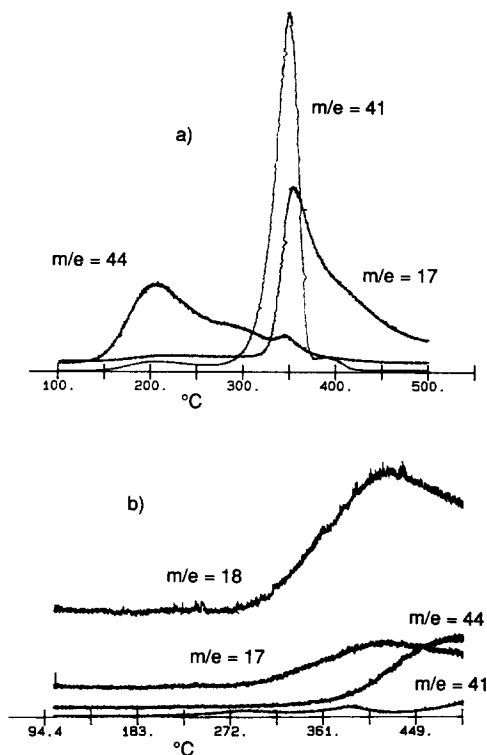 m/e = 41
a)
m/e = 44
m/e = 17
100. 200. 300. 400. 500.
°C
b)
m/e = 18
m/e = 44
m/e = 17
m/e = 41
94.4 183. 272. 361. 449.
°C